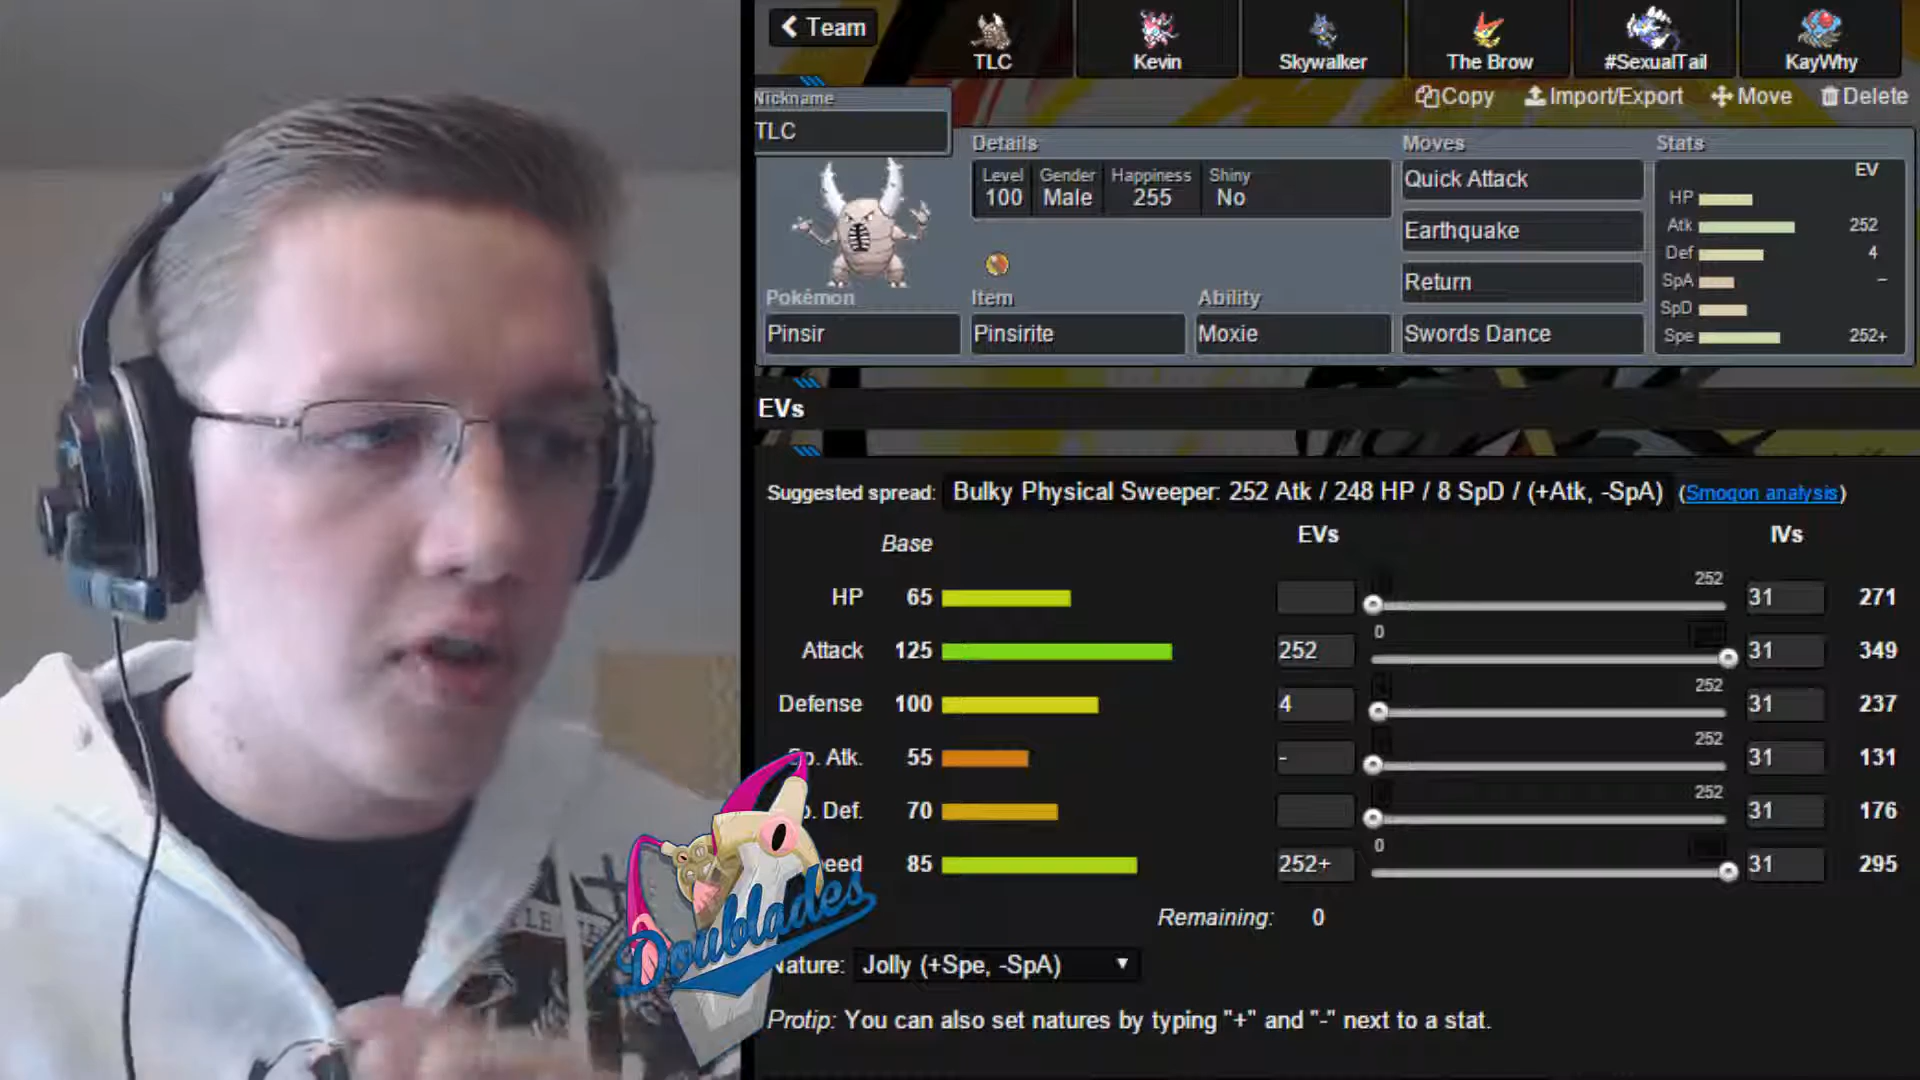 Team
TLC
Kevin
Skywalker
The Brow
#SexualTail
KayWhy
Copy
Import/Export
Move
Delete
Nickname
TLC
Details
Level
Gender
Happiness
Shiny
100
Male
255
No
Moves
Quick Attack
Earthquake
Return
Swords Dance
Stats
EV
HP
Atk 252
Def 4
SpA -
SpD
Spe 252+
Pokémon
Item
Ability
Pinsir
Pinsirite
Moxie
EVs
Suggested spread: Bulky Physical Sweeper: 252 Atk / 248 HP / 8 SpD / (+Atk, -SpA) (Smogon analysis)
Base EVs IVs
252
HP 65 31 271
0
Attack 125 252 31 349
252
Defense 100 4 31 237
252
p. Atk. 55 - 31 131
252
. Def. 70 31 176
0
eed 85 252+ 31 295
Remaining: 0
Doublades
Nature: Jolly (+Spe, -SpA)
Protip: You can also set natures by typing "+" and "-" next to a stat.